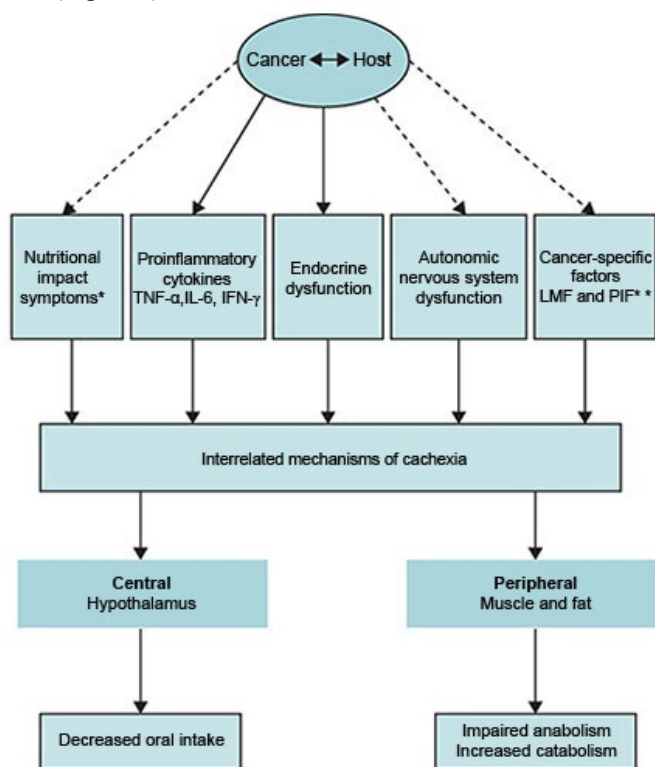 Cancer ↔ Host
Nutritional
impact
symptoms*
Proinflammatory
cytokines
TNF-α,IL-6, IFN-γ
Endocrine
dysfunction
Autonomic
nervous system
dysfunction
Cancer-specific
factors
LMF and PIF* *
Interrelated mechanisms of cachexia
Central
Hypothalamus
Peripheral
Muscle and fat
Decreased oral intake
Impaired anabolism
Increased catabolism